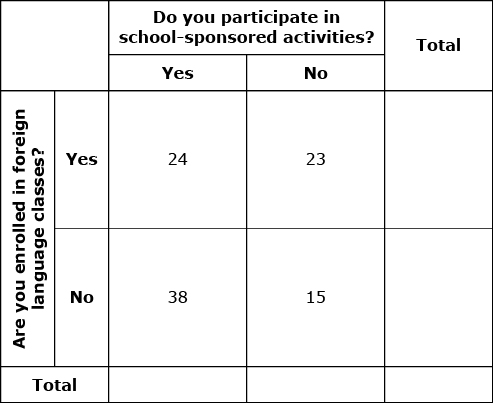 Do you participate in
school-sponsored activities?
Total
Yes
No
Are you enrolled in foreign
language classes?
Yes
24
23
No
38
15
Total